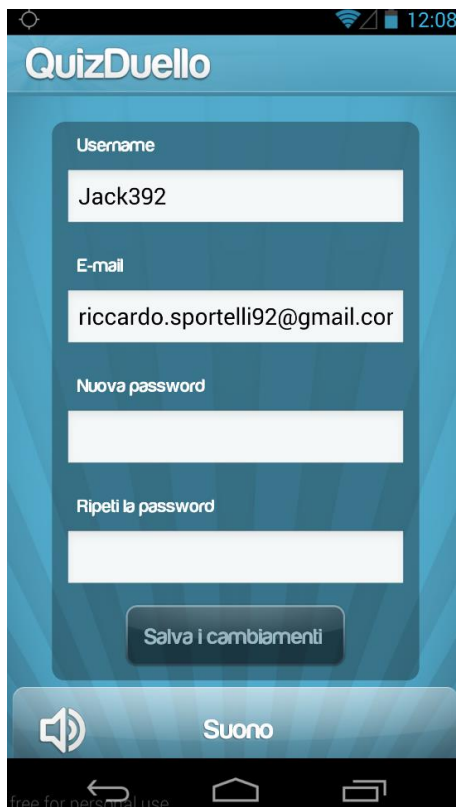 12:08
QuizDuello
Username
Jack392
E-mail
riccardo.sportelli92@gmail.cor
Nuova password
Ripeti la password
Salva i cambiamenti
Suono
free for personal use